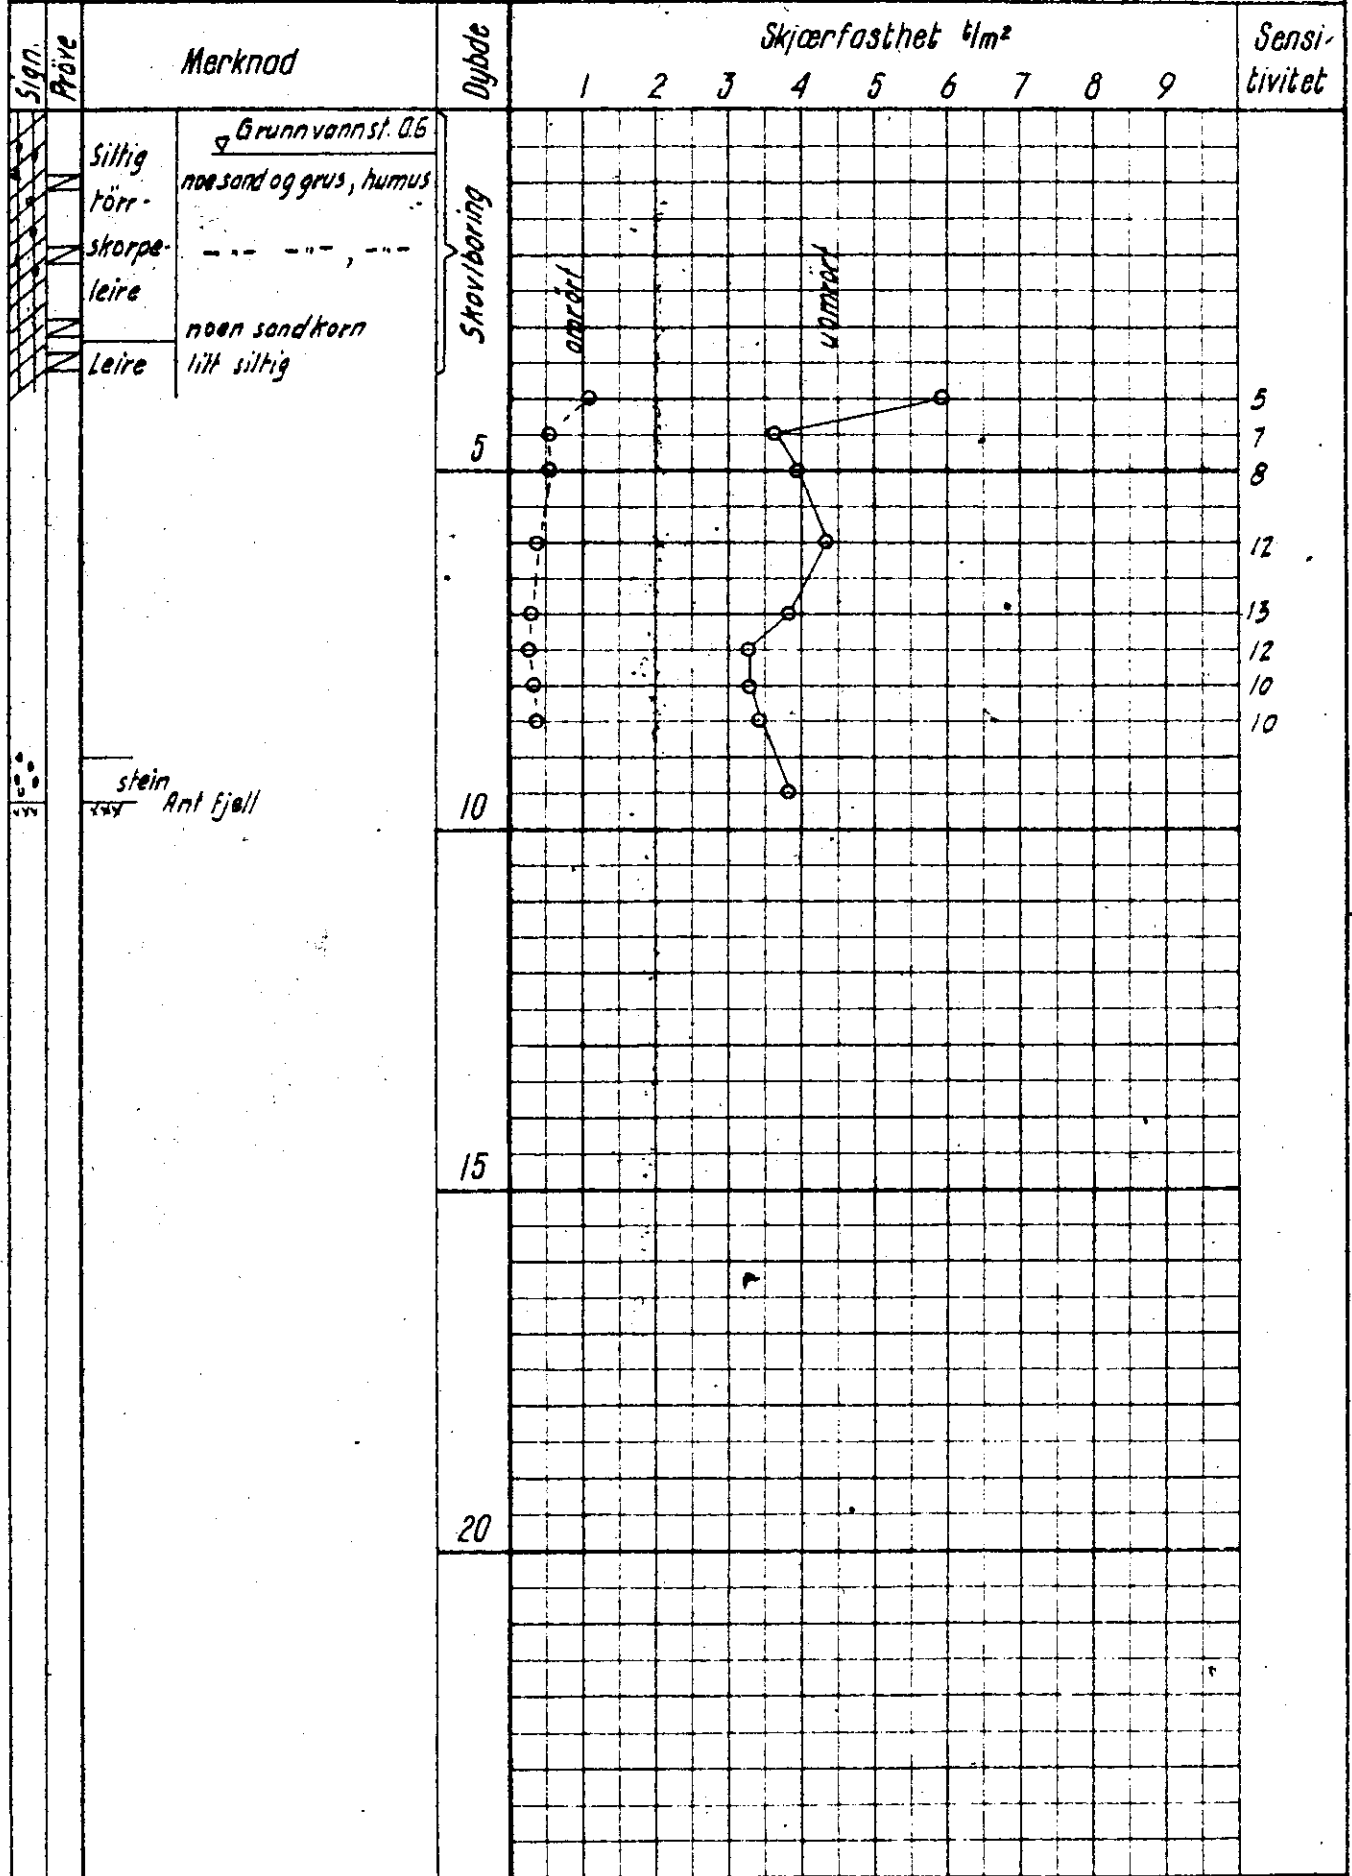 Sign.
Pröve
Merknad
Dybde
Skjærfasthet t/m²
1 2 3 4 5 6 7 8 9
Sensi-
tivitet
Grunnvannst. 0.6
Siltig
törr-
skorpe-
leire
noe sand og grus, humus
-"- -"-, -"-
noen sandkorn
Leire litt siltig
Skovlboring
omrört
uomrört
5
7
5
8
12
13
12
10
10
stein
Ant fjell
10
15
20